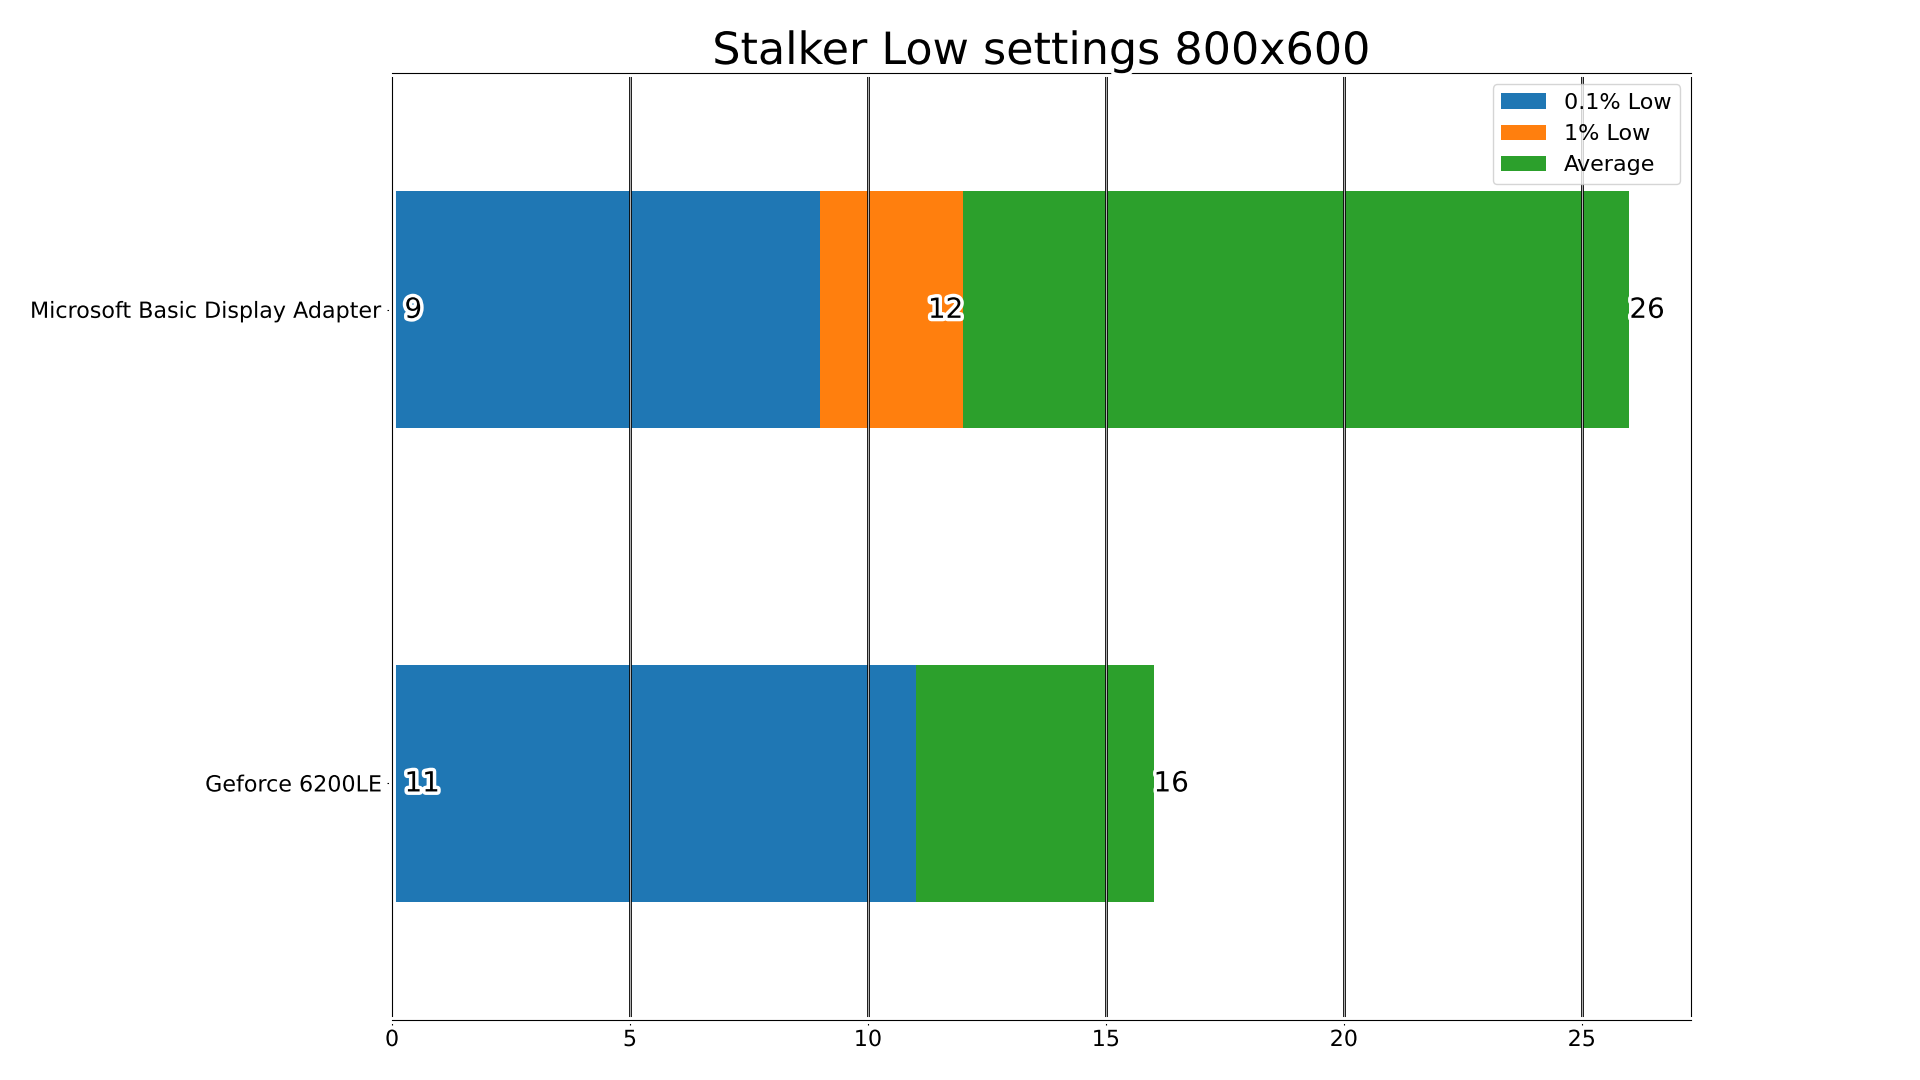 Stalker Low settings 800x600
0.1% Low
1% Low
Average
Microsoft Basic Display Adapter
9
12
26
Geforce 6200LE
11
16
0
5
10
15
20
25